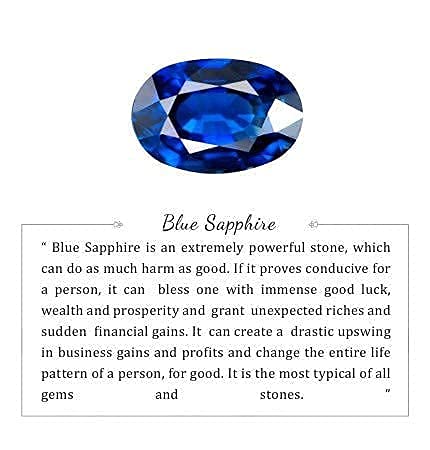 Blue Sapphire
“ Blue Sapphire is an extremely powerful stone, which
can do as much harm as good. If it proves conducive for
a person, it can bless one with immense good luck,
wealth and prosperity and grant unexpected riches and
sudden financial gains. It can create a drastic upswing
in business gains and profits and change the entire life
pattern of a person, for good. It is the most typical of all
gems and stones. ”